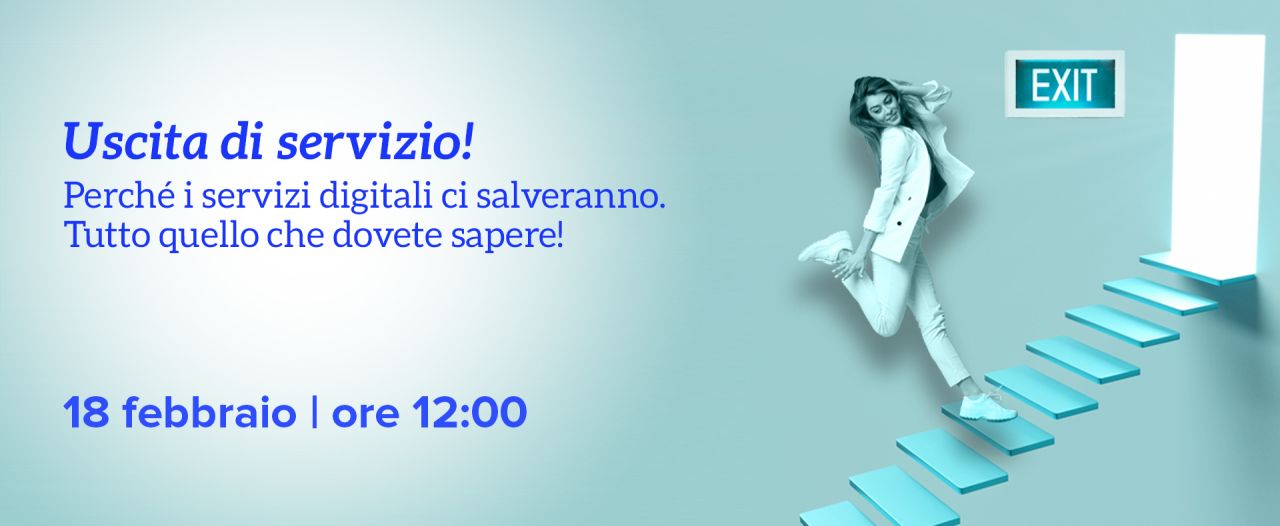 Uscita di servizio!
Perché i servizi digitali ci salveranno.
Tutto quello che dovete sapere!
18 febbraio | ore 12:00
EXIT